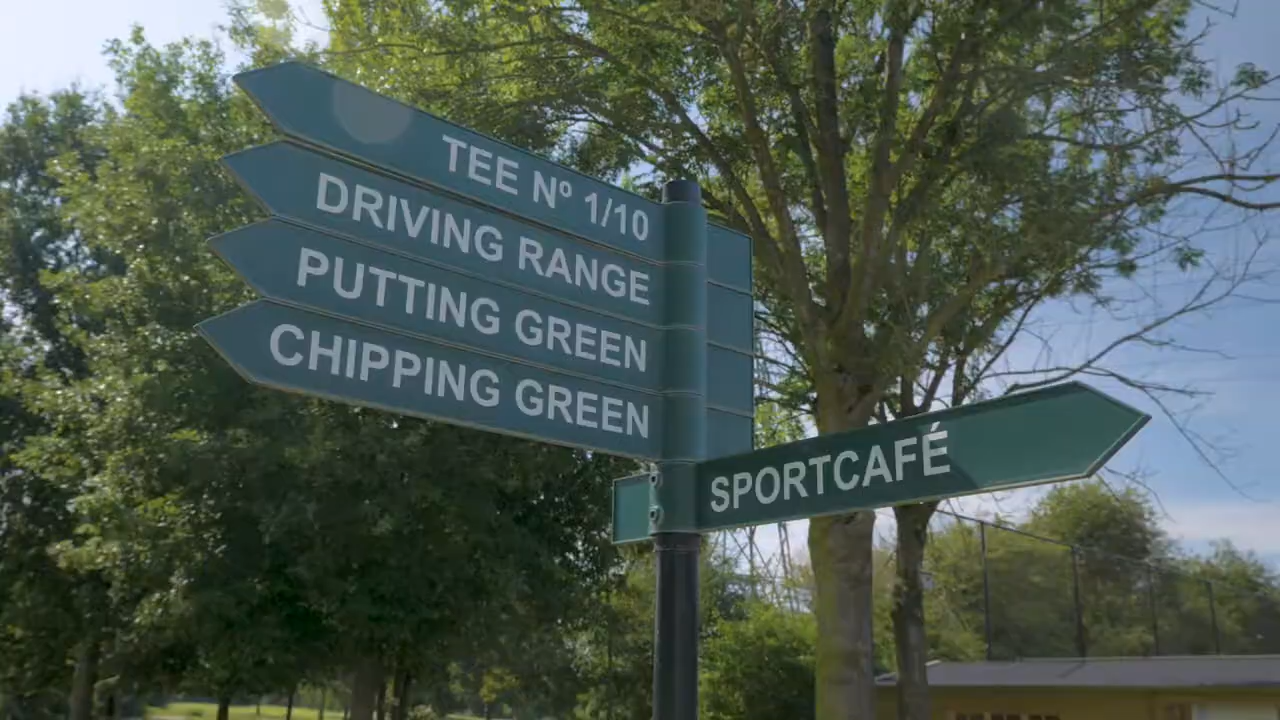 TEE Nº 1/10
DRIVING RANGE
PUTTING GREEN
CHIPPING GREEN
SPORTCAFÉ